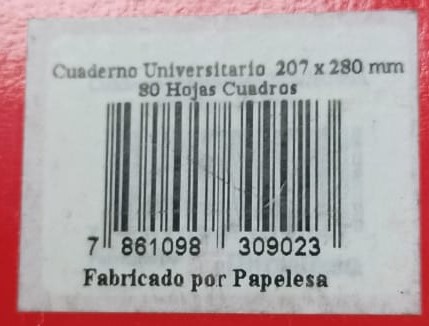 Cuaderno Universitario 207 x 280 mm
80 Hojas Cuadros
7 861098 309023
Fabricado por Papelesa